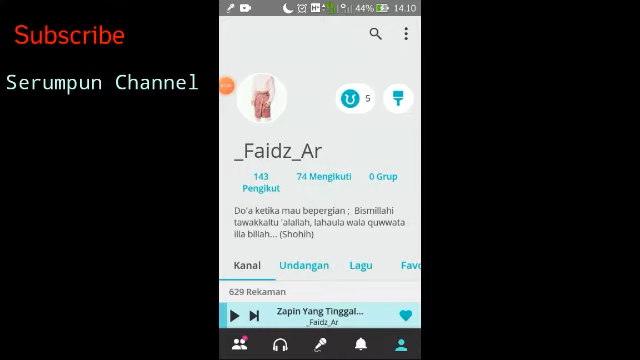 Subscribe
Serumpun Channel
44% 14.10
5
_Faidz_Ar
143 Pengikut
74 Mengikuti
0 Grup
Do'a ketika mau bepergian ; Bismillahi
tawakkaltu 'alallah, lahaula wala quwwata
illa billah... (Shohih)
Kanal Undangan Lagu Favo
629 Rekaman
Zapin Yang Tinggal...
_Faidz_Ar